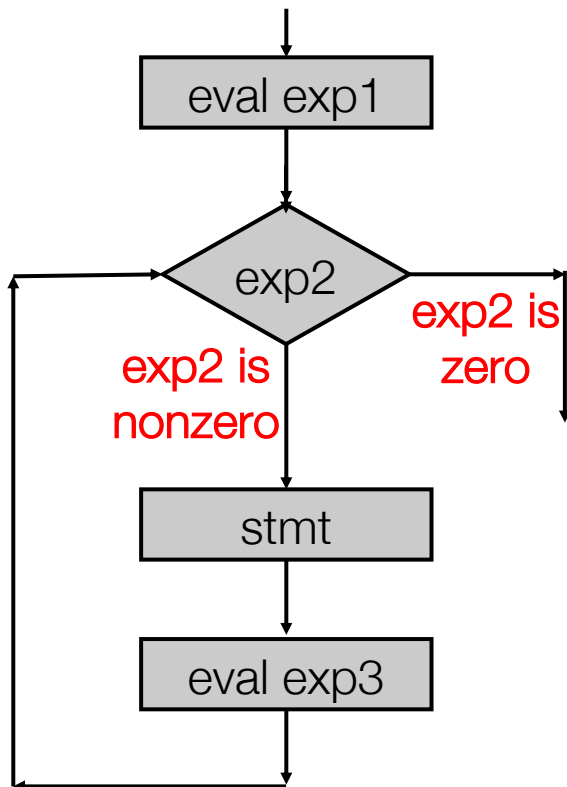 eval exp1
exp2
exp2 is
zero
exp2 is
nonzero
stmt
eval exp3